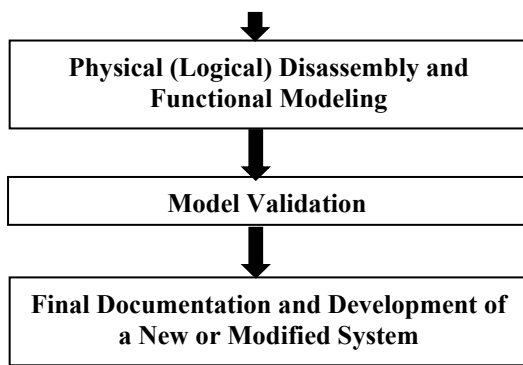 Physical (Logical) Disassembly and
Functional Modeling
Model Validation
Final Documentation and Development of
a New or Modified System